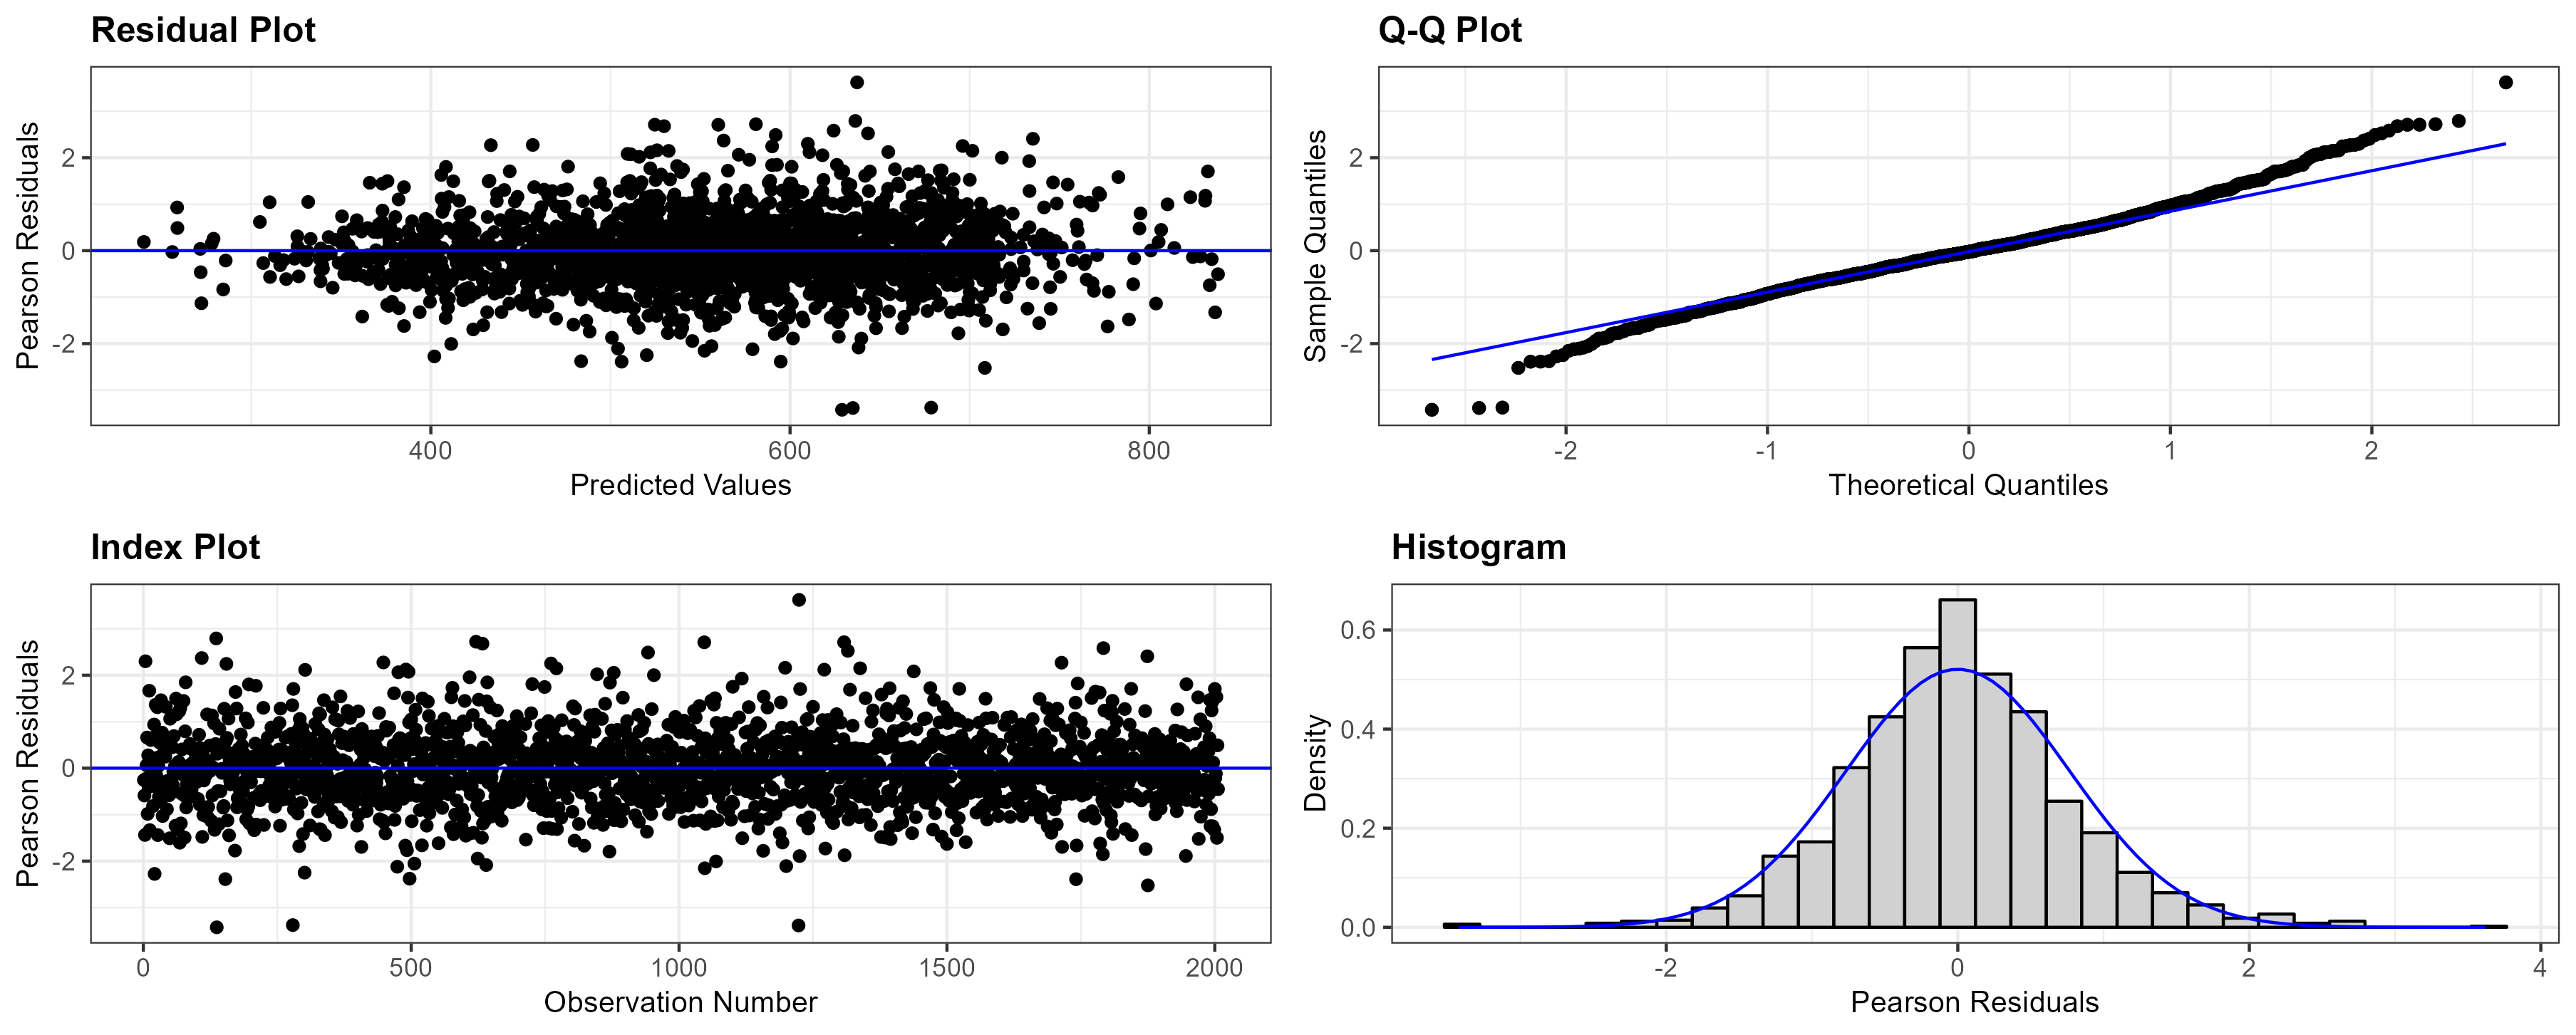 Residual Plot
Pearson Residuals
2
0
-2
400 600 800
Predicted Values
Q-Q Plot
Sample Quantiles
2
0
-2
-2 -1 0 1 2
Theoretical Quantiles
Index Plot
Pearson Residuals
2
0
-2
0 500 1000 1500 2000
Observation Number
Histogram
Density
0.6
0.4
0.2
0.0
-2 0 2 4
Pearson Residuals